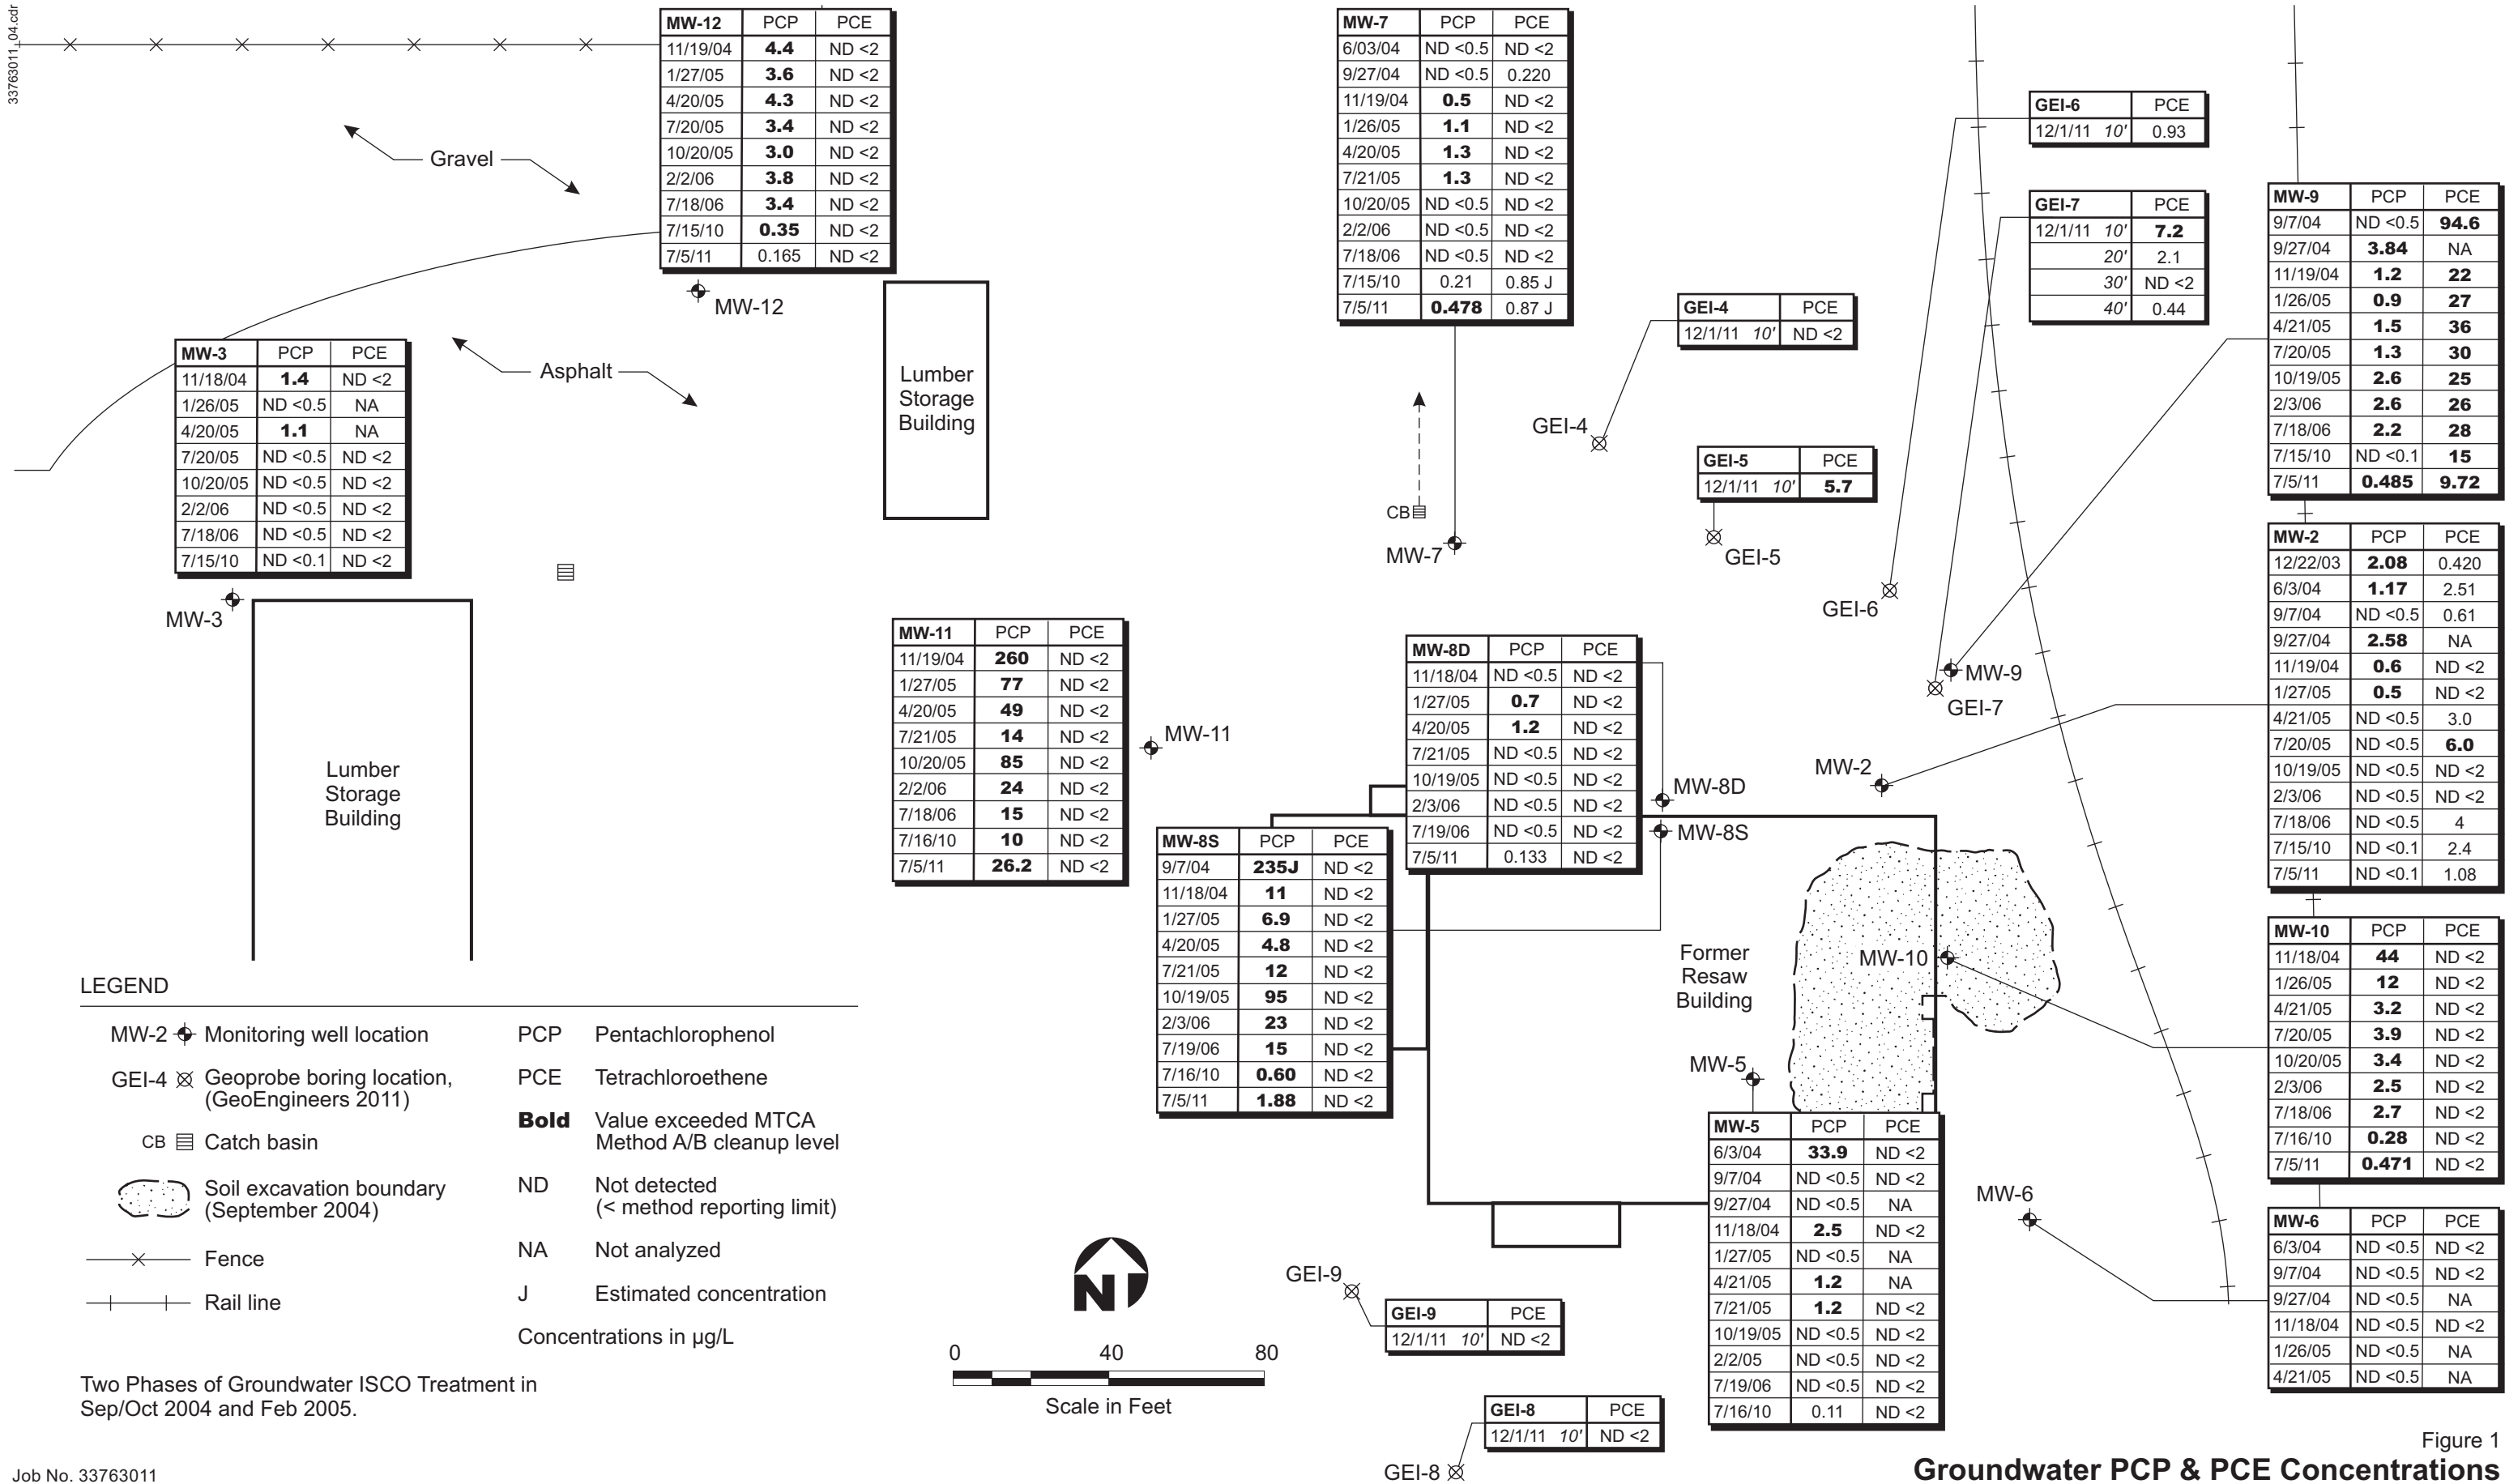 33763011_04.cdr
MW-12 PCP PCE
11/19/04 4.4 ND <2
1/27/05 3.6 ND <2
4/20/05 4.3 ND <2
7/20/05 3.4 ND <2
10/20/05 3.0 ND <2
2/2/06 3.8 ND <2
7/18/06 3.4 ND <2
7/15/10 0.35 ND <2
7/5/11 0.165 ND <2
MW-12
Gravel
Asphalt
MW-7 PCP PCE
6/03/04 ND <0.5 ND <2
9/27/04 ND <0.5 0.220
11/19/04 0.5 ND <2
1/26/05 1.1 ND <2
4/20/05 1.3 ND <2
7/21/05 1.3 ND <2
10/20/05 ND <0.5 ND <2
2/2/06 ND <0.5 ND <2
7/18/06 ND <0.5 ND <2
7/15/10 0.21 0.85 J
7/5/11 0.478 0.87 J
CB
MW-7
GEI-6 PCE
12/1/11 10' 0.93
GEI-7 PCE
12/1/11 10' 7.2
20' 2.1
30' ND <2
40' 0.44
GEI-4 PCE
12/1/11 10' ND <2
GEI-4
GEI-5 PCE
12/1/11 10' 5.7
GEI-5
GEI-6
MW-9
GEI-7
MW-9 PCP PCE
9/7/04 ND <0.5 94.6
9/27/04 3.84 NA
11/19/04 1.2 22
1/26/05 0.9 27
4/21/05 1.5 36
7/20/05 1.3 30
10/19/05 2.6 25
2/3/06 2.6 26
7/18/06 2.2 28
7/15/10 ND <0.1 15
7/5/11 0.485 9.72
MW-3 PCP PCE
11/18/04 1.4 ND <2
1/26/05 ND <0.5 NA
4/20/05 1.1 NA
7/20/05 ND <0.5 ND <2
10/20/05 ND <0.5 ND <2
2/2/06 ND <0.5 ND <2
7/18/06 ND <0.5 ND <2
7/15/10 ND <0.1 ND <2
MW-3
Lumber
Storage
Building
Lumber
Storage
Building
MW-2 PCP PCE
12/22/03 2.08 0.420
6/3/04 1.17 2.51
9/7/04 ND <0.5 0.61
9/27/04 2.58 NA
11/19/04 0.6 ND <2
1/27/05 0.5 ND <2
4/21/05 ND <0.5 3.0
7/20/05 ND <0.5 6.0
10/19/05 ND <0.5 ND <2
2/3/06 ND <0.5 ND <2
7/18/06 ND <0.5 4
7/15/10 ND <0.1 2.4
7/5/11 ND <0.1 1.08
MW-2
MW-11 PCP PCE
11/19/04 260 ND <2
1/27/05 77 ND <2
4/20/05 49 ND <2
7/21/05 14 ND <2
10/20/05 85 ND <2
2/2/06 24 ND <2
7/18/06 15 ND <2
7/16/10 10 ND <2
7/5/11 26.2 ND <2
MW-11
MW-8D PCP PCE
11/18/04 ND <0.5 ND <2
1/27/05 0.7 ND <2
4/20/05 1.2 ND <2
7/21/05 ND <0.5 ND <2
10/19/05 ND <0.5 ND <2
2/3/06 ND <0.5 ND <2
7/19/06 ND <0.5 ND <2
7/5/11 0.133 ND <2
MW-8D
MW-8S
MW-8S PCP PCE
9/7/04 235J ND <2
11/18/04 11 ND <2
1/27/05 6.9 ND <2
4/20/05 4.8 ND <2
7/21/05 12 ND <2
10/19/05 95 ND <2
2/3/06 23 ND <2
7/19/06 15 ND <2
7/16/10 0.60 ND <2
7/5/11 1.88 ND <2
Former
Resaw
Building
MW-10
MW-10 PCP PCE
11/18/04 44 ND <2
1/26/05 12 ND <2
4/21/05 3.2 ND <2
7/20/05 3.9 ND <2
10/20/05 3.4 ND <2
2/3/06 2.5 ND <2
7/18/06 2.7 ND <2
7/16/10 0.28 ND <2
7/5/11 0.471 ND <2
MW-5
MW-5 PCP PCE
6/3/04 33.9 ND <2
9/7/04 ND <0.5 ND <2
9/27/04 ND <0.5 NA
11/18/04 2.5 ND <2
1/27/05 ND <0.5 NA
4/21/05 1.2 NA
7/21/05 1.2 ND <2
10/19/05 ND <0.5 ND <2
2/2/05 ND <0.5 ND <2
7/19/06 ND <0.5 ND <2
7/16/10 0.11 ND <2
MW-6
MW-6 PCP PCE
6/3/04 ND <0.5 ND <2
9/7/04 ND <0.5 ND <2
9/27/04 ND <0.5 NA
11/18/04 ND <0.5 ND <2
1/26/05 ND <0.5 NA
4/21/05 ND <0.5 NA
LEGEND
MW-2 Monitoring well location
GEI-4 Geoprobe boring location,
(GeoEngineers 2011)
CB Catch basin
Soil excavation boundary
(September 2004)
Fence
Rail line
PCP Pentachlorophenol
PCE Tetrachloroethene
Bold Value exceeded MTCA
Method A/B cleanup level
ND Not detected
(< method reporting limit)
NA Not analyzed
J Estimated concentration
Concentrations in µg/L
Two Phases of Groundwater ISCO Treatment in
Sep/Oct 2004 and Feb 2005.
N
0 40 80
Scale in Feet
GEI-9
GEI-9 PCE
12/1/11 10' ND <2
GEI-8 PCE
12/1/11 10' ND <2
GEI-8
Job No. 33763011
Figure 1
Groundwater PCP & PCE Concentrations